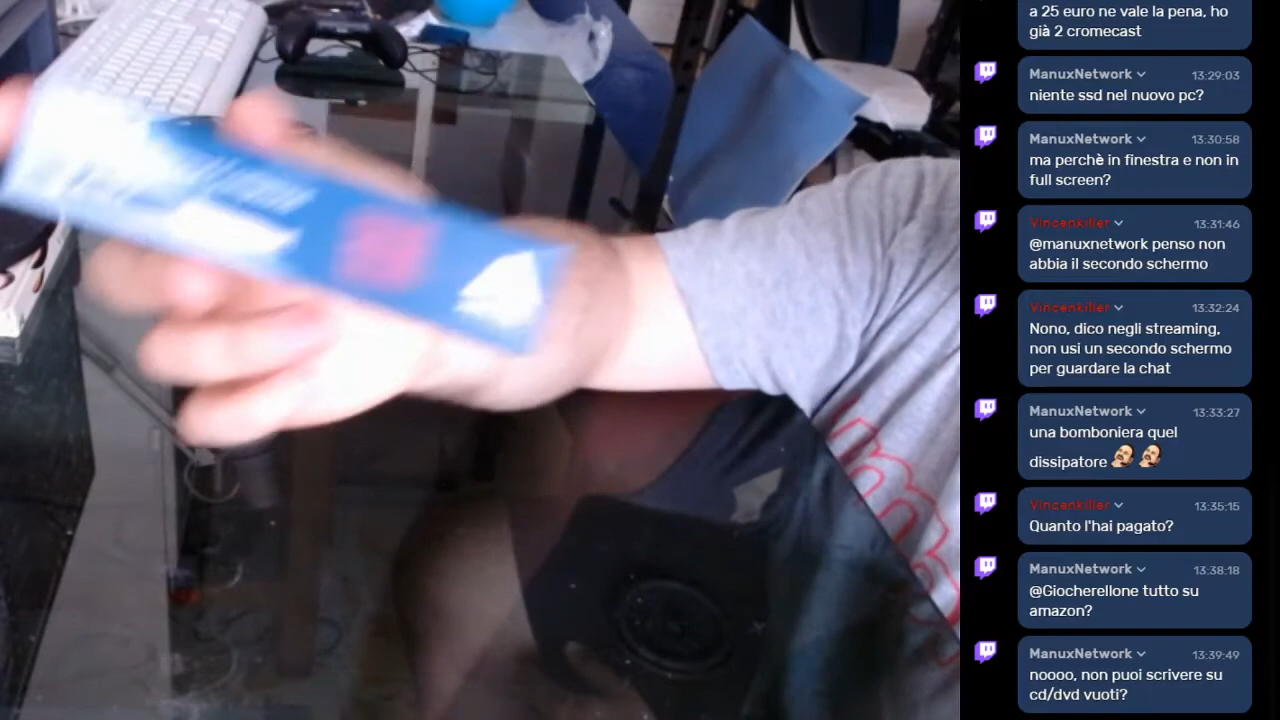 a 25 euro ne vale la pena, ho
già 2 cromecast
ManuxNetwork 13:29:03
niente ssd nel nuovo pc?
ManuxNetwork 13:30:58
ma perchè in finestra e non in
full screen?
Vincenkiller 13:31:46
@manuxnetwork penso non
abbia il secondo schermo
Vincenkiller 13:32:24
Nono, dico negli streaming,
non usi un secondo schermo
per guardare la chat
ManuxNetwork 13:33:27
una bomboniera quel
dissipatore
Vincenkiller 13:35:15
Quanto l'hai pagato?
ManuxNetwork 13:38:18
@Giocherellone tutto su
amazon?
ManuxNetwork 13:39:49
noooo, non puoi scrivere su
cd/dvd vuoti?